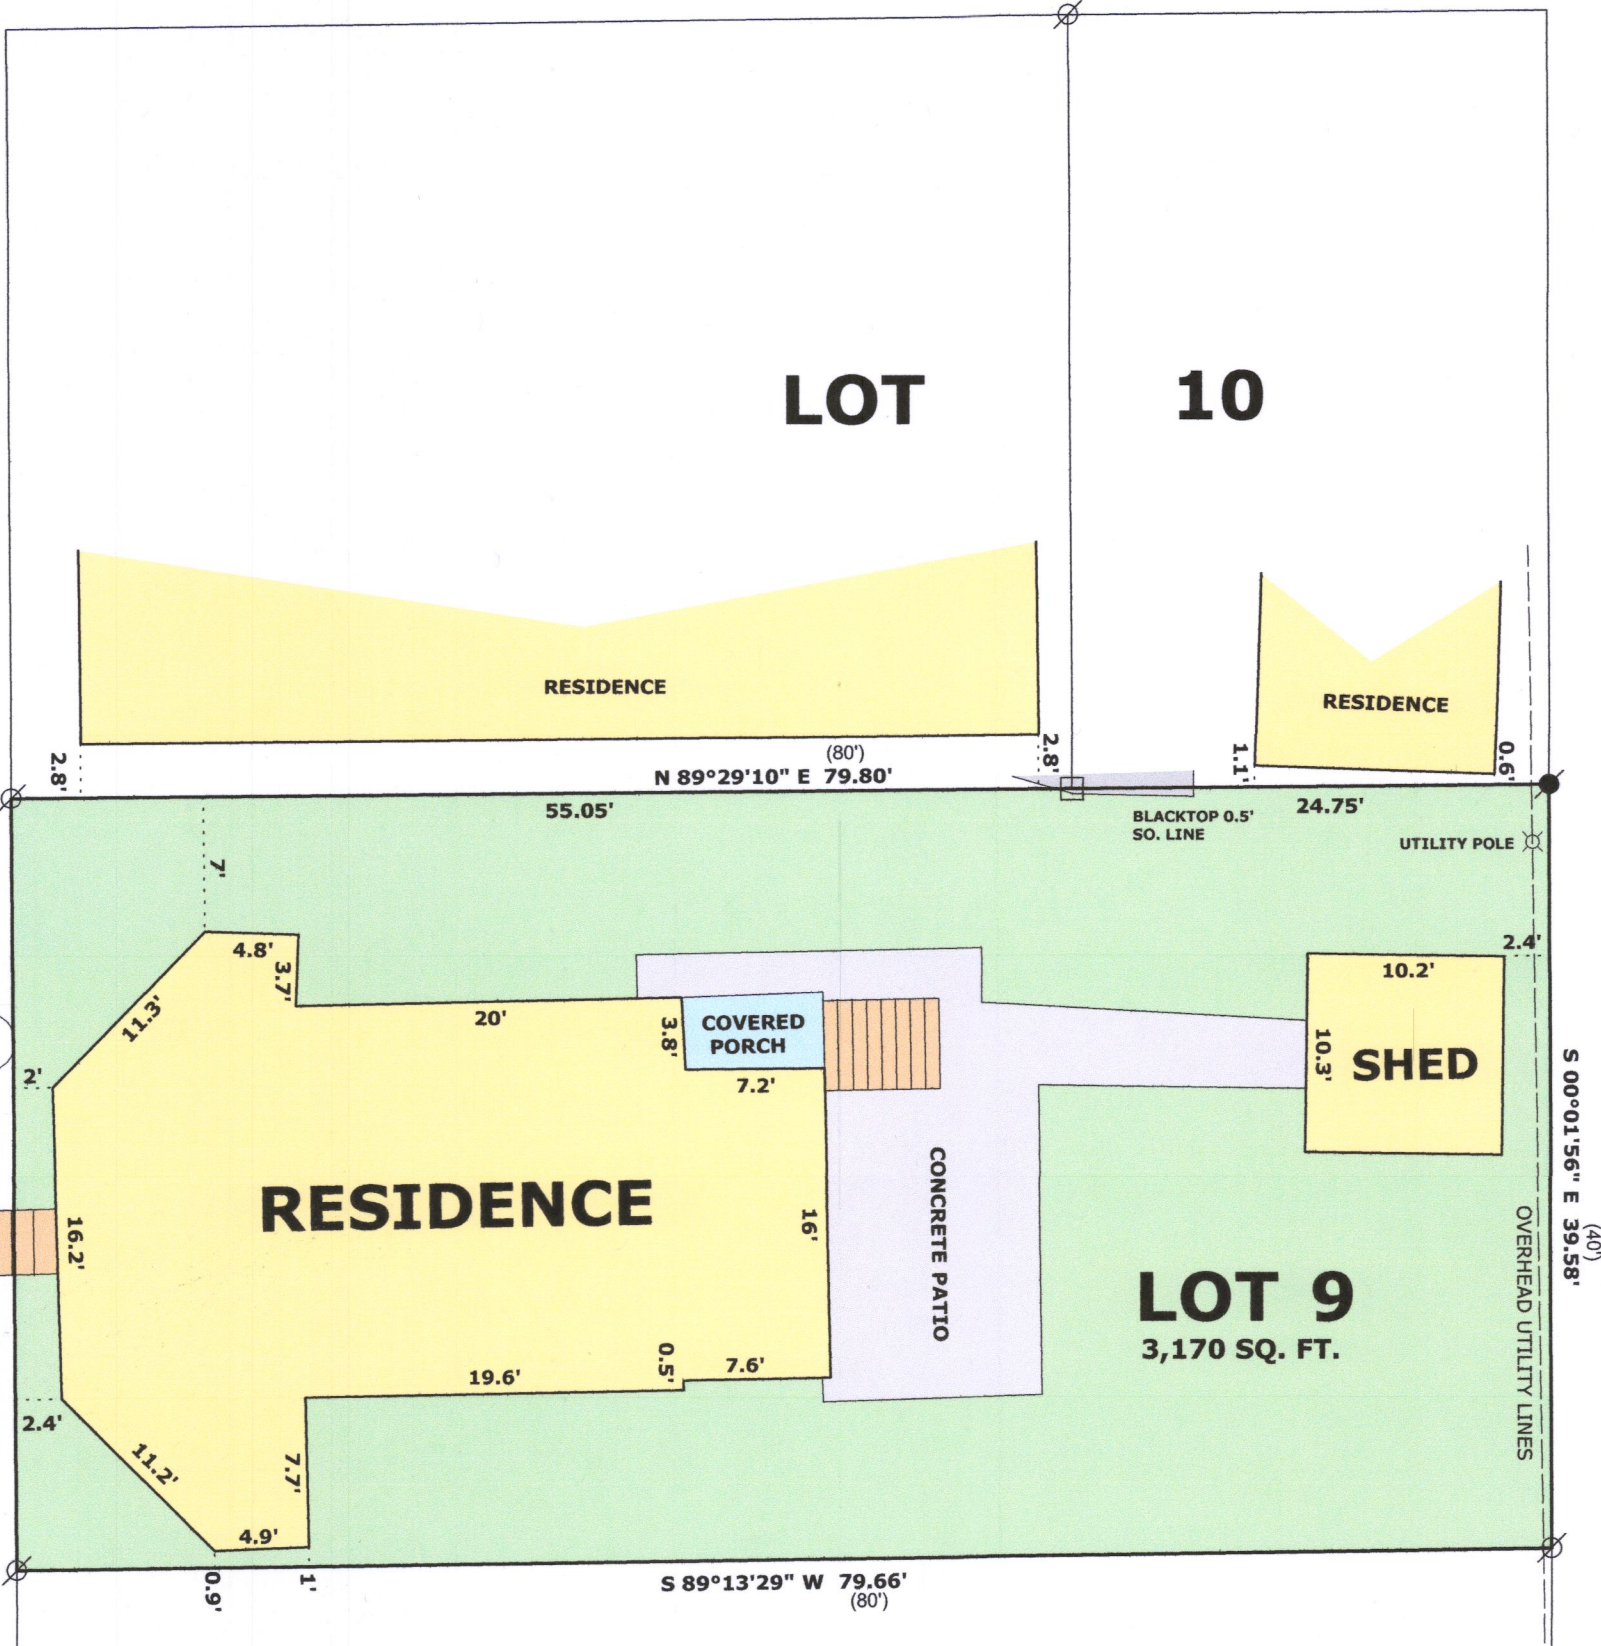 LOT 10
RESIDENCE
RESIDENCE
2.8'
2.8'
1.1'
0.6'
(80')
N 89°29'10" E 79.80'
55.05'
24.75'
BLACKTOP 0.5'
SO. LINE
UTILITY POLE
7'
4.8'
3.7'
11.3'
20'
3.8'
COVERED
PORCH
7.2'
2.4'
10.2'
10.3'
SHED
2'
RESIDENCE
16.2'
16'
CONCRETE PATIO
LOT 9
3,170 SQ. FT.
OVERHEAD UTILITY LINES
S 00°01'56" E 39.58'
(40')
0.5'
7.6'
19.6'
2.4'
11.2'
7.7'
4.9'
0.9'
1'
S 89°13'29" W 79.66'
(80')